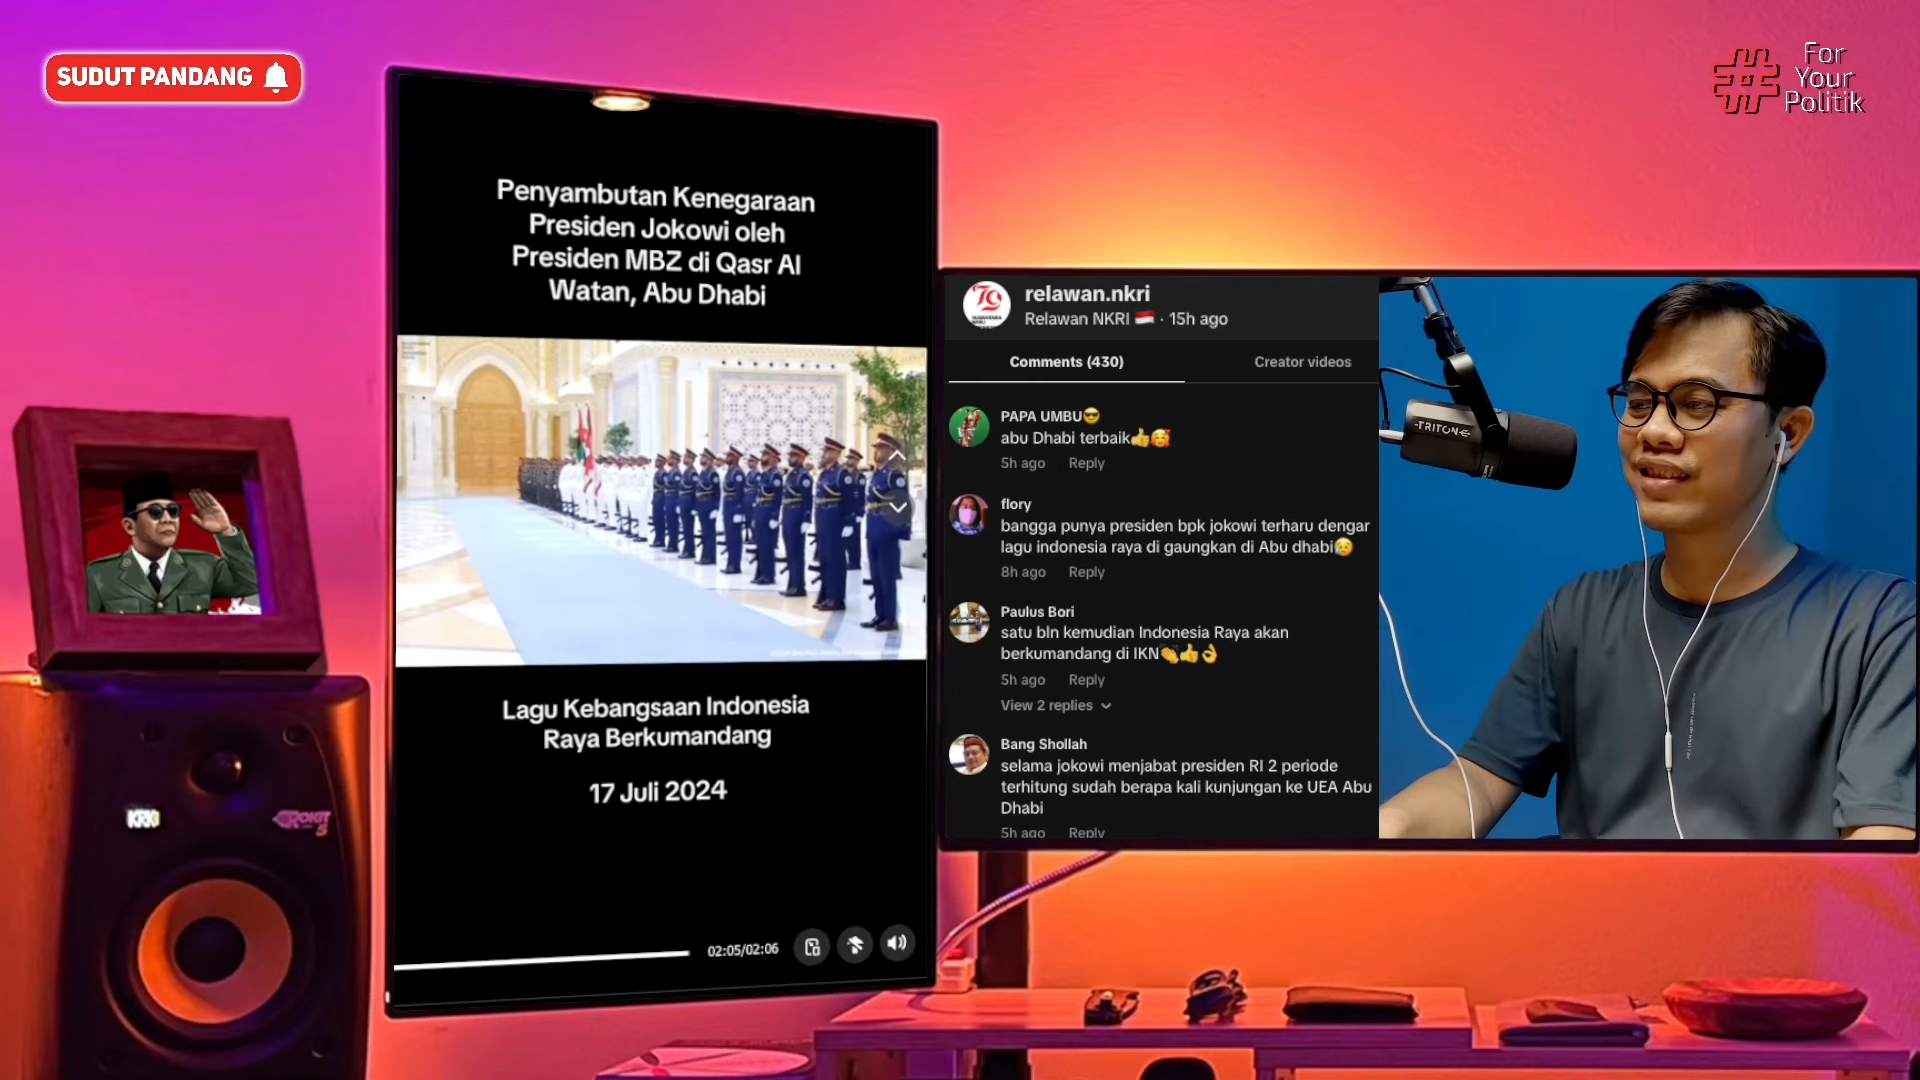 SUDUT PANDANG
For
Your
Politik
Penyambutan Kenegaraan
Presiden Jokowi oleh
Presiden MBZ di Qasr Al
Watan, Abu Dhabi
Lagu Kebangsaan Indonesia
Raya Berkumandang
17 Juli 2024
02:05/02:06
relawan.nkri
Relawan NKRI 🇮🇩 · 15h ago
Comments (430)
Creator videos
PAPA UMBU😎
abu Dhabi terbaik👍🥰
5h ago Reply
flory
bangga punya presiden bpk jokowi terharu dengar
lagu indonesia raya di gaungkan di Abu dhabi😥
8h ago Reply
Paulus Bori
satu bln kemudian Indonesia Raya akan
berkumandang di IKN👏👍👌
5h ago Reply
View 2 replies
Bang Shollah
selama jokowi menjabat presiden RI 2 periode
terhitung sudah berapa kali kunjungan ke UEA Abu
Dhabi
5h ago Reply
TRITON
KRK
ROKIT
5